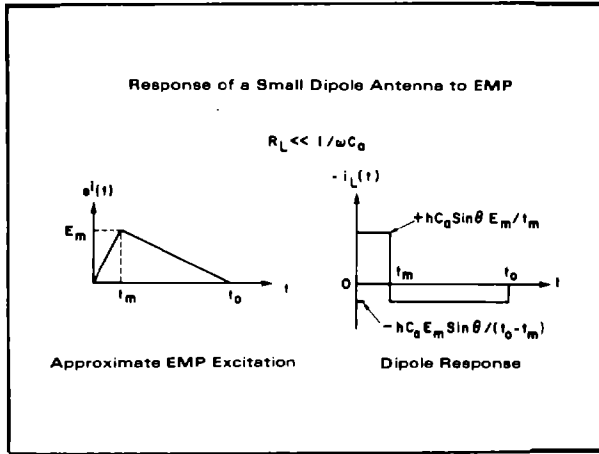 Response of a Small Dipole Antenna to EMP
R_L << 1/ωC_a
e^i(t)
E_m
t_m
t_o
t
Approximate EMP Excitation
- i_L(t)
+hC_a Sinθ E_m/t_m
O
t_m
t_o
t
-hC_a E_m Sinθ/(t_o-t_m)
Dipole Response